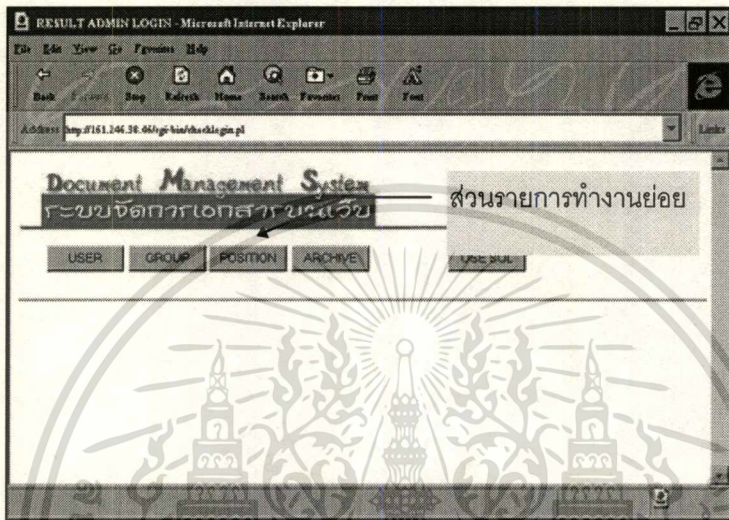 RESULT ADMIN LOGIN - Microsoft Internet Explorer
File Edit View Go Favorites Help
Back Forward Stop Refresh Home Search Favorites Print Font
Address http://161.246.38.46/cgi-bin/checklogin.pl Links
Document Management System
ระบบจัดการเอกสารบนเว็บ
ส่วนรายการทำงานย่อย
USER GROUP POSITION ARCHIVE USE SQL